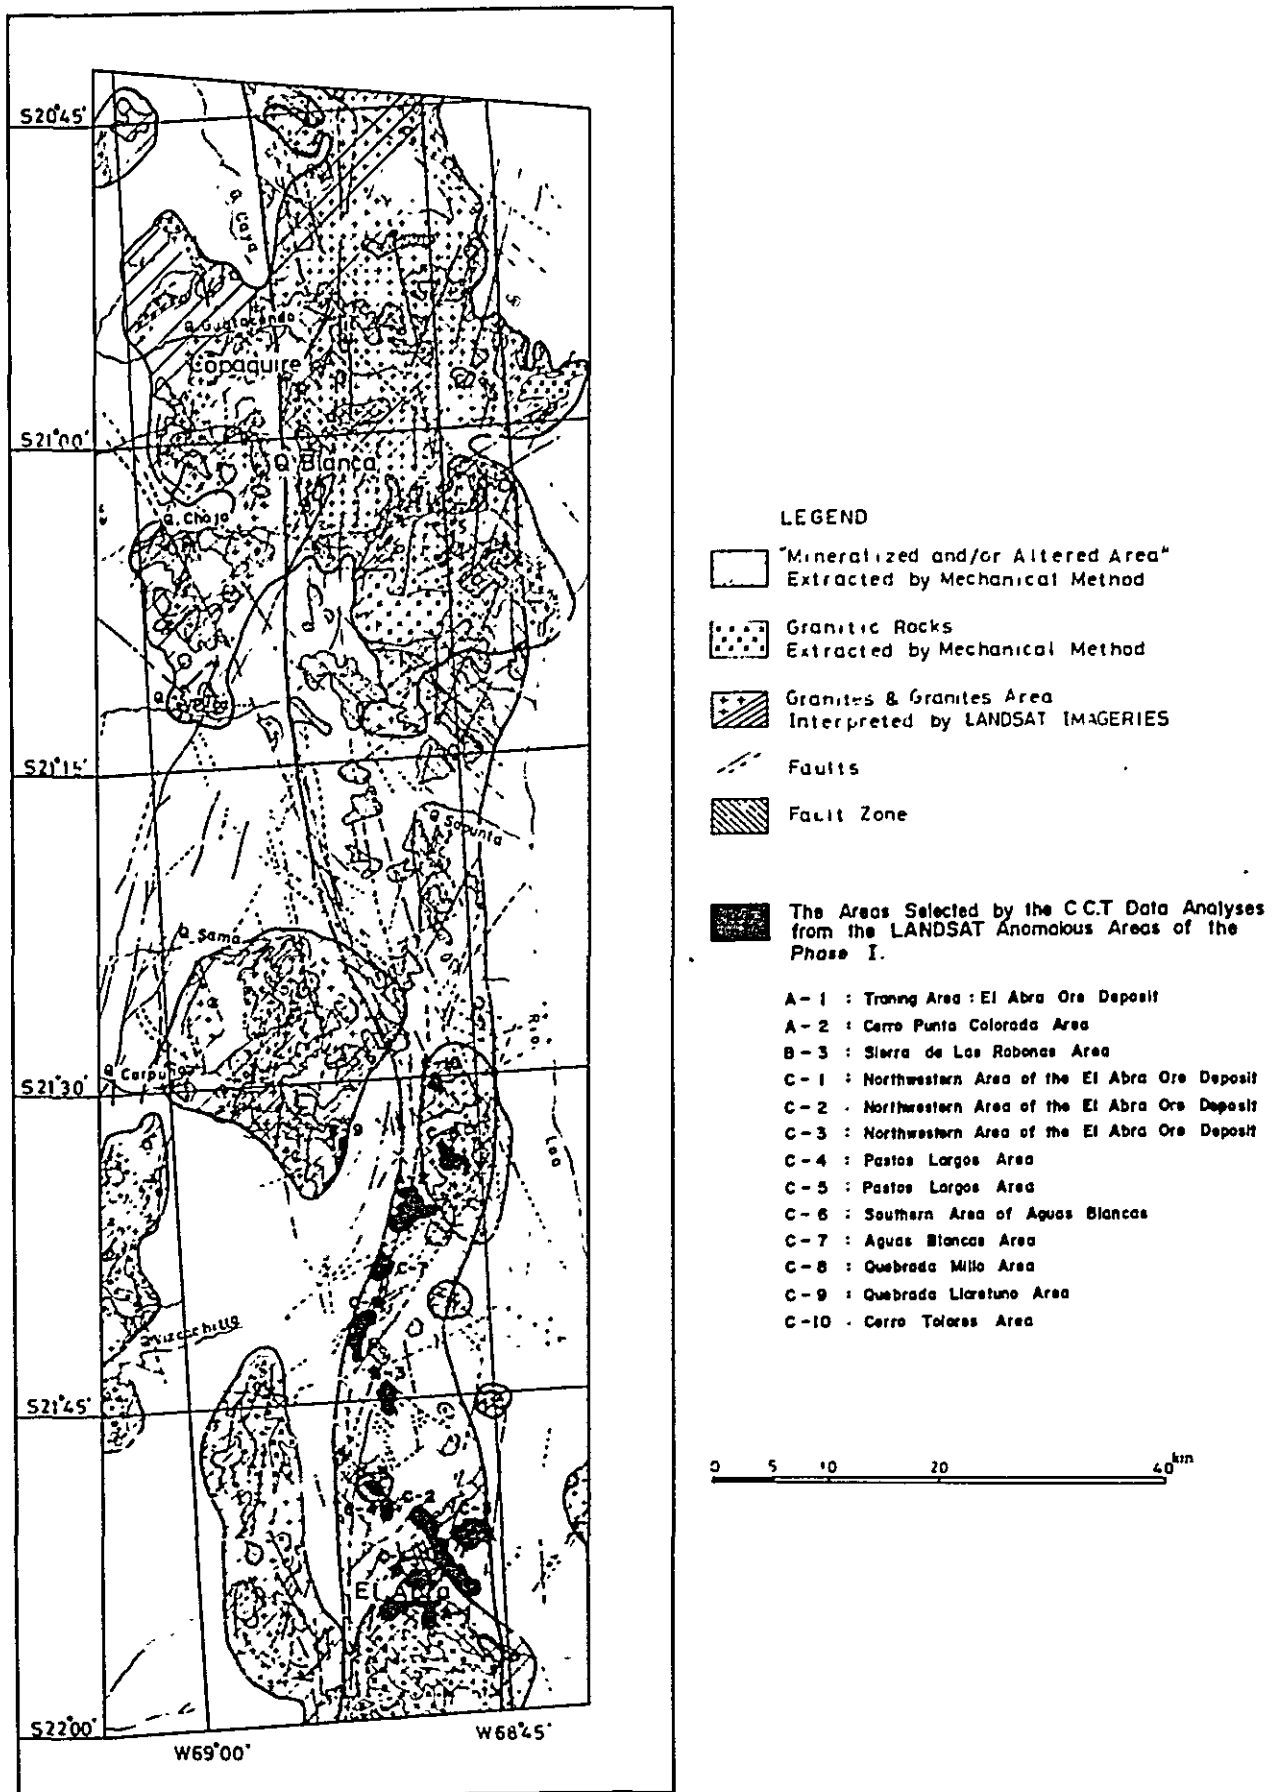 S20°45'
Q. Caya
Q. Guatacondo
Copaquire
S21°00'
Q. Blanca
Q. Choja
S21°15'
Q. Sapunta
Q. Sama
Rio
Q. Carpuno
S21°30'
Loa
C-7
S21°45'
C-2
El Abra
S22°00'
W69°00'
W68°45'
LEGEND
"Mineralized and/or Altered Area"
Extracted by Mechanical Method
Granitic Rocks
Extracted by Mechanical Method
Granites & Granites Area
Interpreted by LANDSAT IMAGERIES
Faults
Fault Zone
The Areas Selected by the C.C.T Data Analyses
from the LANDSAT Anomalous Areas of the
Phase I.
A-1 : Traning Area : El Abra Ore Deposit
A-2 : Cerro Punta Colorada Area
B-3 : Sierra de Las Robonas Area
C-1 : Northwestern Area of the El Abra Ore Deposit
C-2 . Northwestern Area of the El Abra Ore Deposit
C-3 : Northwestern Area of the El Abra Ore Deposit
C-4 : Pastos Largos Area
C-5 : Pastos Largos Area
C-6 : Southern Area of Aguas Blancas
C-7 : Aguas Blancas Area
C-8 : Quebrada Milla Area
C-9 : Quebrada Llaretuno Area
C-10 . Cerro Tolares Area
0 5 10 20 40 km